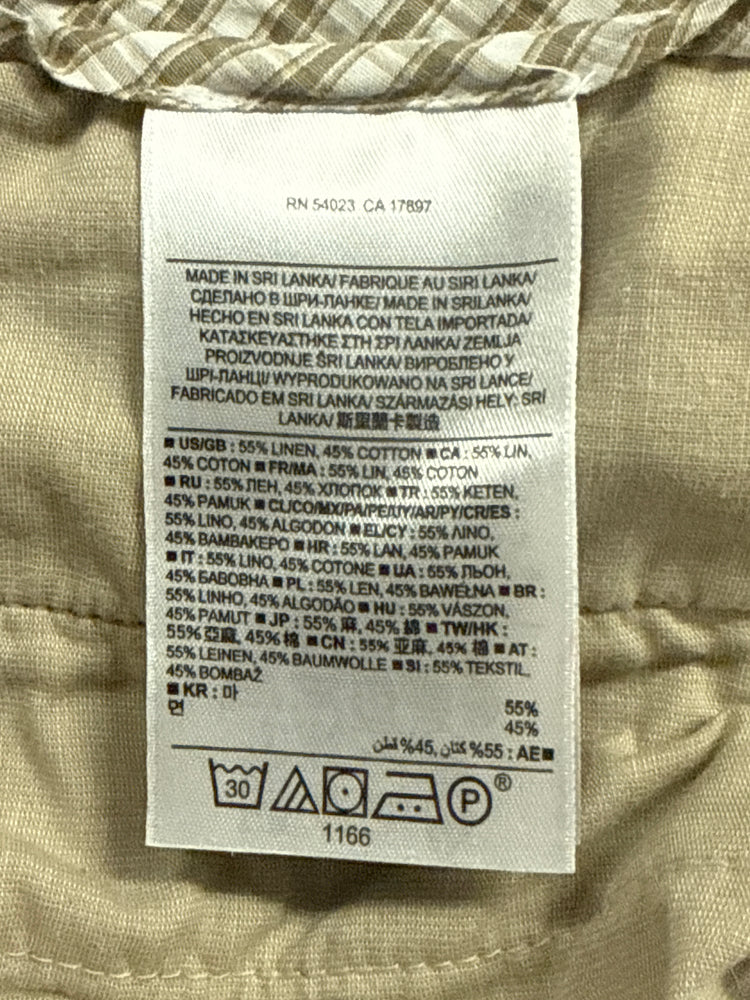 RN 54023 CA 17897
MADE IN SRI LANKA/ FABRIQUE AU SIRI LANKA/
СДЕЛАНО В ШРИ-ЛАНКЕ/ MADE IN SRILANKA/
HECHO EN SRI LANKA CON TELA IMPORTADA/
ΚΑΤΑΣΚΕΥΑΣΤΗΚΕ ΣΤΗ ΣΡΙ ΛΑΝΚΑ/ ZEMLJA
PROIZVODNJE ŠRI LANKA/ ВИРОБЛЕНО У
ШРІ-ЛАНЦІ/ WYPRODUKOWANO NA SRI LANCE/
FABRICADO EM SRI LANKA/ SZÁRMAZÁSI HELY: SRÍ
LANKA/ 斯里蘭卡製造
■ US/GB : 55% LINEN, 45% COTTON ■ CA : 55% LIN,
45% COTON ■ FR/MA : 55% LIN, 45% COTON
■ RU : 55% ЛЕН, 45% ХЛОПОК ■ TR : 55% KETEN,
45% PAMUK ■ CL/CO/MX/PA/PE/UY/AR/PY/CR/ES :
55% LINO, 45% ALGODON ■ EL/CY : 55% ΛΙΝΟ,
45% ΒΑΜΒΑΚΕΡΟ ■ HR : 55% LAN, 45% PAMUK
■ IT : 55% LINO, 45% COTONE ■ UA : 55% ЛЬОН,
45% БАВОВНА ■ PL : 55% LEN, 45% BAWEŁNA ■ BR :
55% LINHO, 45% ALGODÃO ■ HU : 55% VÁSZON,
45% PAMUT ■ JP : 55% 麻, 45% 綿 ■ TW/HK :
55% 亞麻, 45% 棉 ■ CN : 55% 亚麻, 45% 棉 ■ AT :
55% LEINEN, 45% BAUMWOLLE ■ SI : 55% TEKSTIL,
45% BOMBAŽ
■ KR : 마 55%
면 45%
■ AE : 55% كتان, 45% قطن
30 P ®
1166